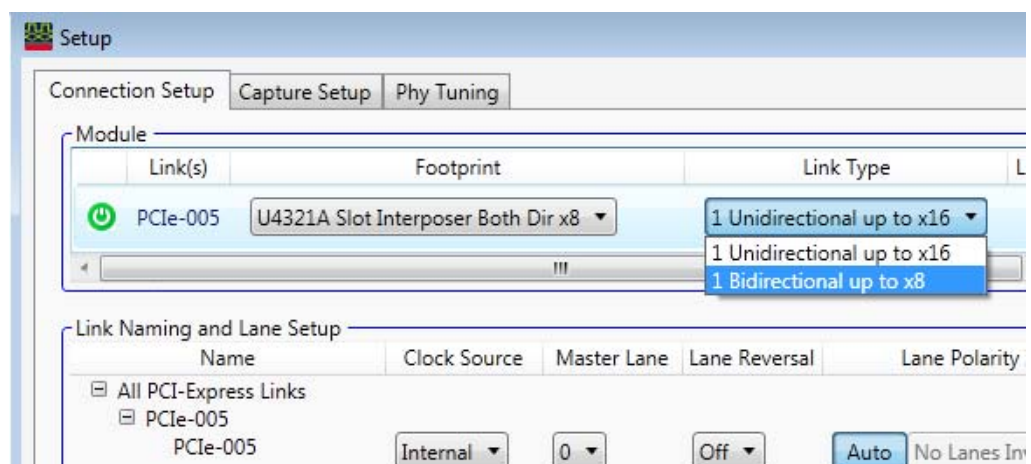 Setup
Connection Setup Capture Setup Phy Tuning
Module
Link(s) Footprint Link Type L
PCIe-005 U4321A Slot Interposer Both Dir x8 1 Unidirectional up to x16
1 Unidirectional up to x16
1 Bidirectional up to x8
Link Naming and Lane Setup
Name Clock Source Master Lane Lane Reversal Lane Polarity
All PCI-Express Links
PCIe-005
PCIe-005 Internal 0 Off Auto No Lanes Inv